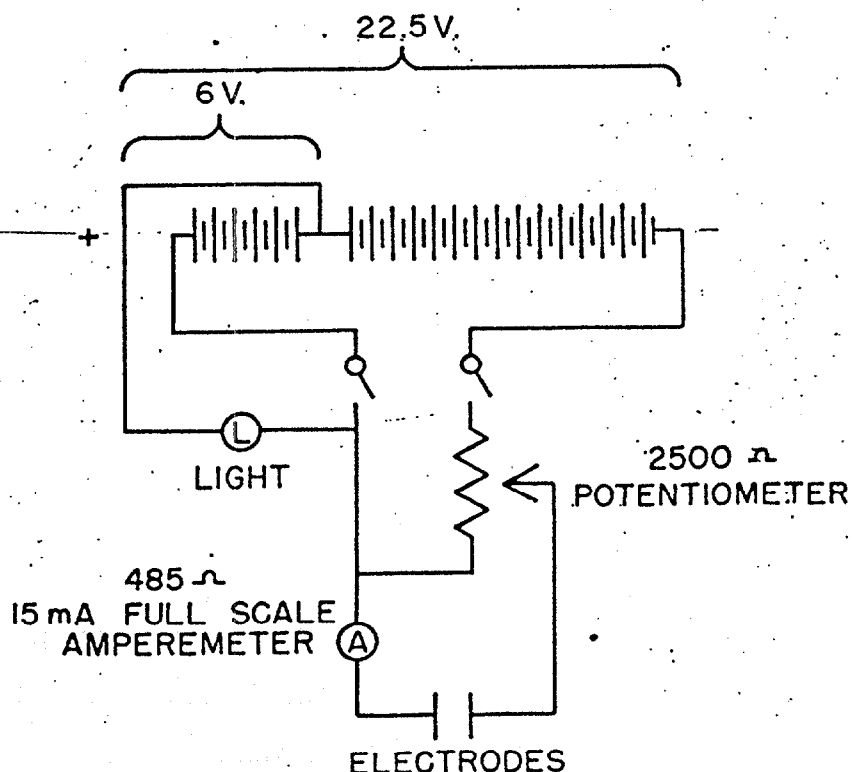 22.5 V.
6 V.
+ −
L
LIGHT
2500 Ω
POTENTIOMETER
485 Ω
15 mA FULL SCALE
AMPEREMETER
A
ELECTRODES